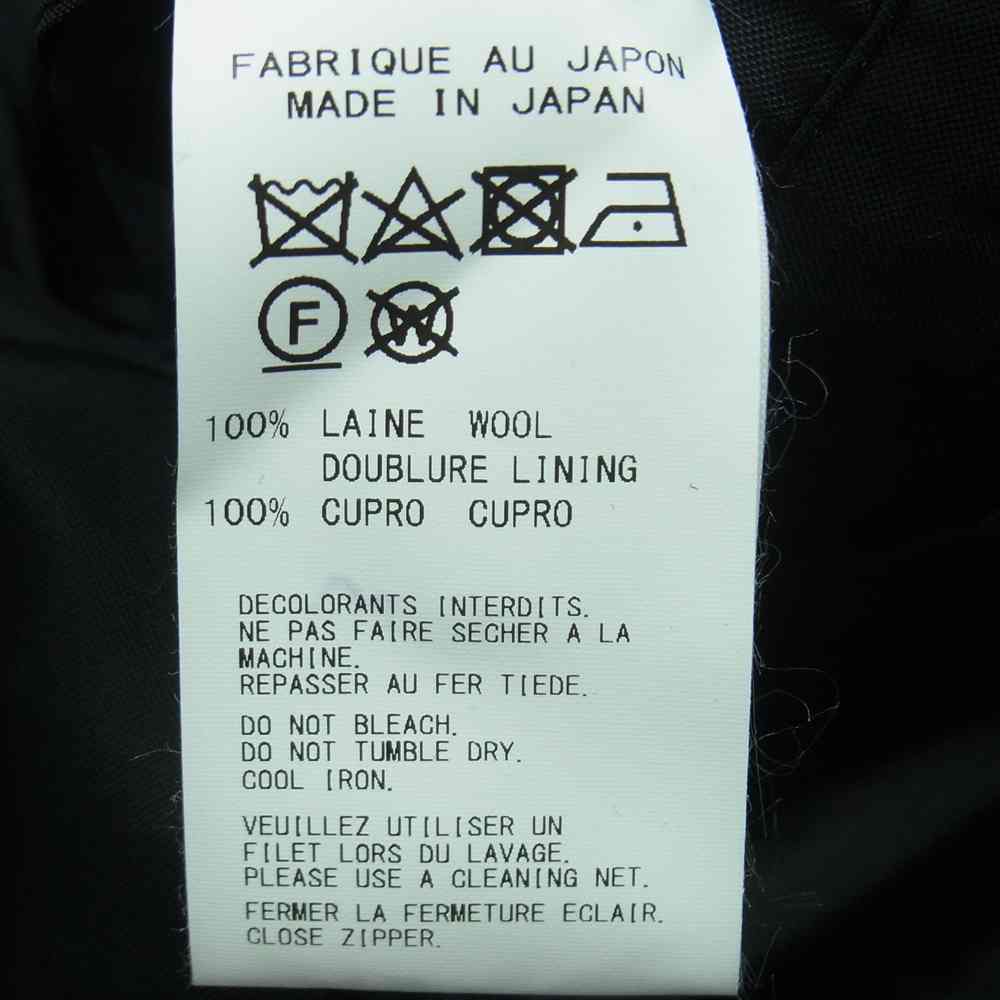 FABRIQUE AU JAPON
MADE IN JAPAN
F W
100% LAINE WOOL
DOUBLURE LINING
100% CUPRO CUPRO
DECOLORANTS INTERDITS.
NE PAS FAIRE SECHER A LA
MACHINE.
REPASSER AU FER TIEDE.
DO NOT BLEACH.
DO NOT TUMBLE DRY.
COOL IRON.
VEUILLEZ UTILISER UN
FILET LORS DU LAVAGE.
PLEASE USE A CLEANING NET.
FERMER LA FERMETURE ECLAIR.
CLOSE ZIPPER.